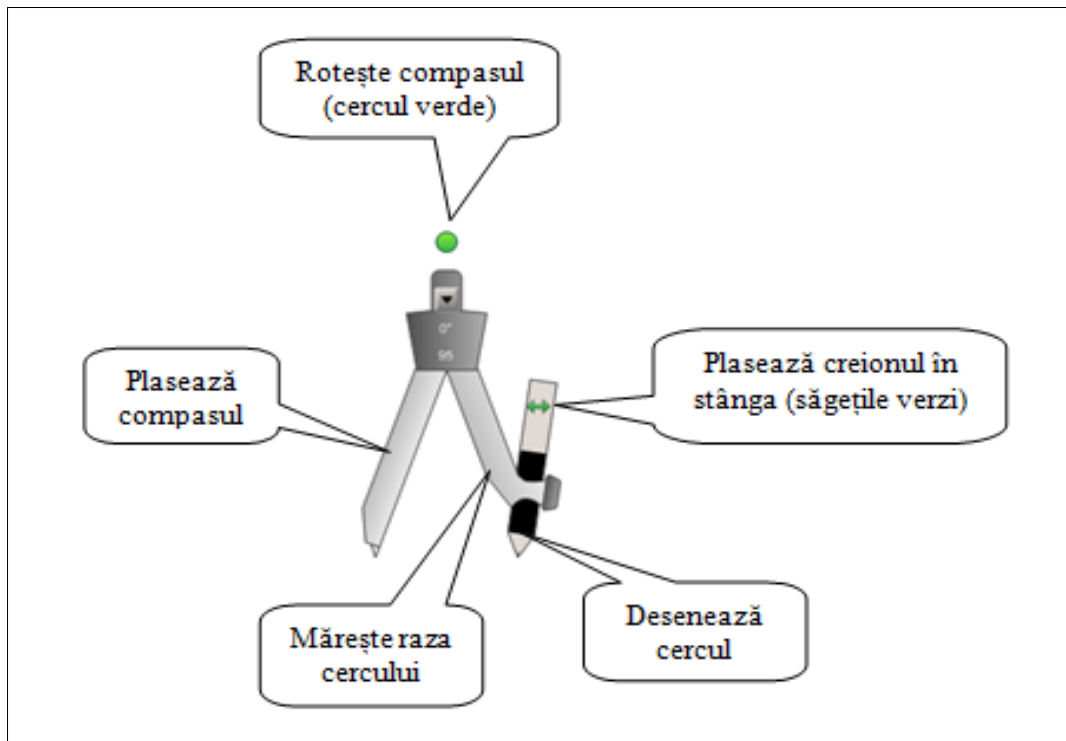 Rotește compasul
(cercul verde)
0°
95
Plasează
compasul
Plasează creionul în
stânga (săgețile verzi)
Mărește raza
cercului
Desenează
cercul